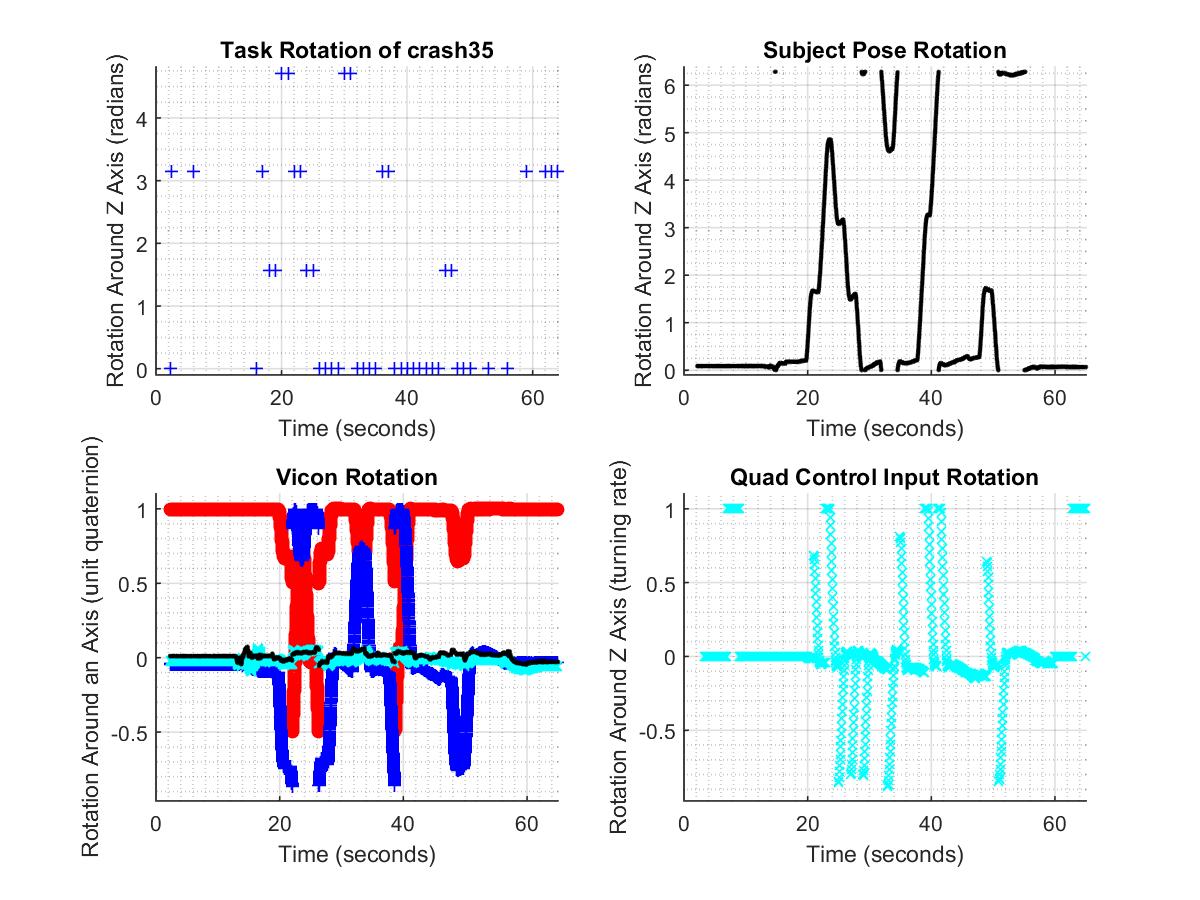 Task Rotation of crash35
Rotation Around Z Axis (radians)
4
3
2
1
0
0 20 40 60
Time (seconds)
Subject Pose Rotation
Rotation Around Z Axis (radians)
6
5
4
3
2
1
0
0 20 40 60
Time (seconds)
Vicon Rotation
Rotation Around an Axis (unit quaternion)
1
0.5
0
-0.5
0 20 40 60
Time (seconds)
Quad Control Input Rotation
Rotation Around Z Axis (turning rate)
1
0.5
0
-0.5
0 20 40 60
Time (seconds)